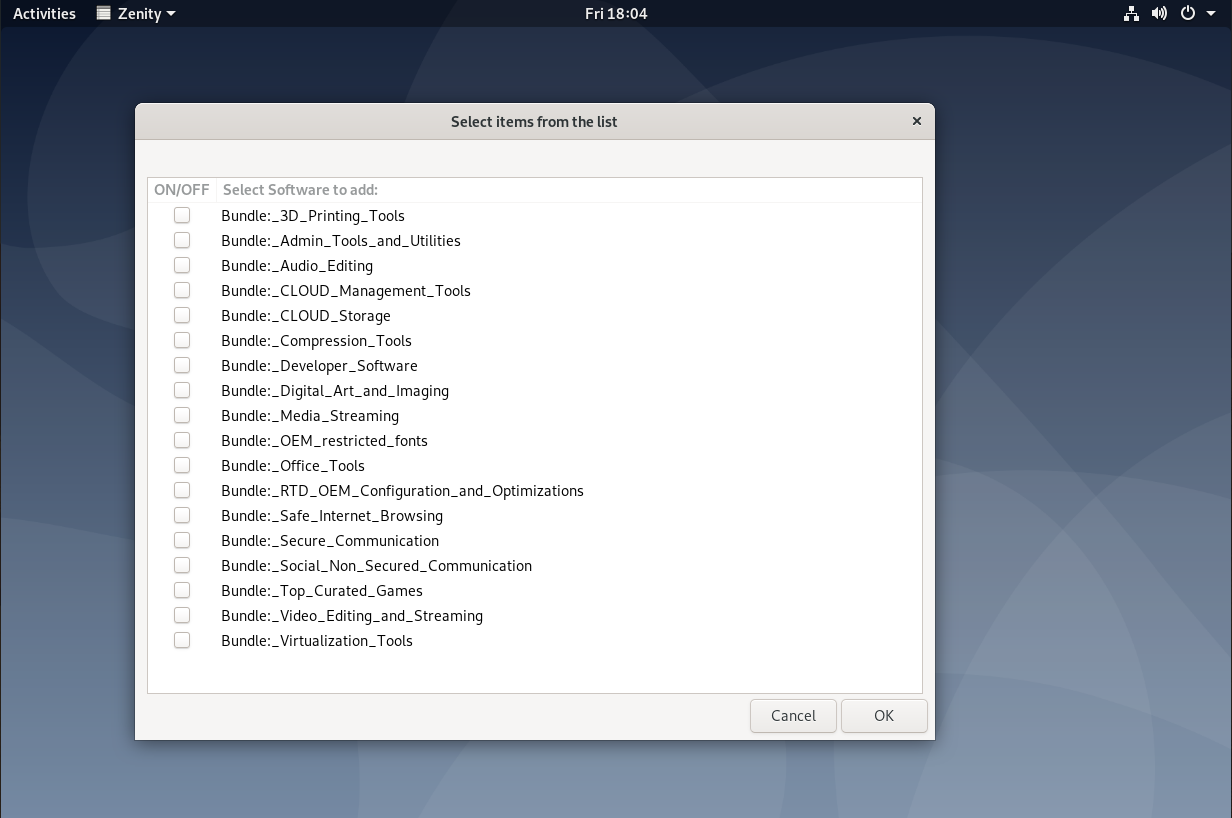 Activities Zenity Fri 18:04
Select items from the list
ON/OFF Select Software to add:
Bundle:_3D_Printing_Tools
Bundle:_Admin_Tools_and_Utilities
Bundle:_Audio_Editing
Bundle:_CLOUD_Management_Tools
Bundle:_CLOUD_Storage
Bundle:_Compression_Tools
Bundle:_Developer_Software
Bundle:_Digital_Art_and_Imaging
Bundle:_Media_Streaming
Bundle:_OEM_restricted_fonts
Bundle:_Office_Tools
Bundle:_RTD_OEM_Configuration_and_Optimizations
Bundle:_Safe_Internet_Browsing
Bundle:_Secure_Communication
Bundle:_Social_Non_Secured_Communication
Bundle:_Top_Curated_Games
Bundle:_Video_Editing_and_Streaming
Bundle:_Virtualization_Tools
Cancel OK